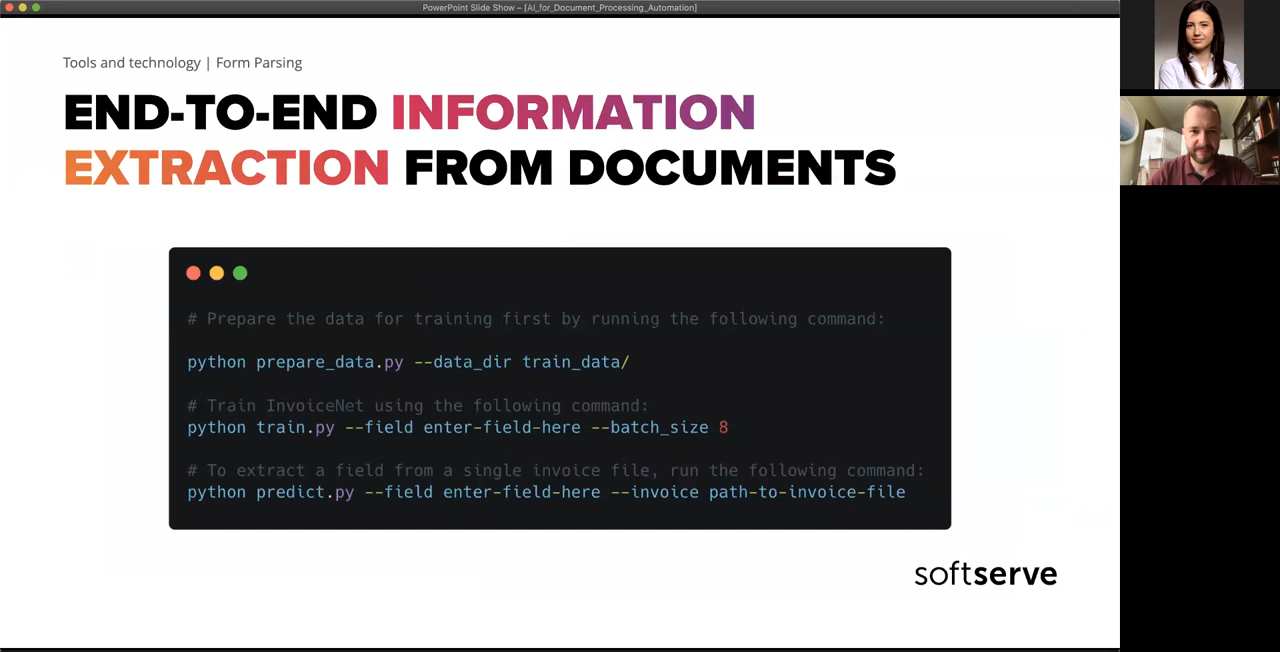 PowerPoint Slide Show – [AI_for_Document_Processing_Automation]
Tools and technology | Form Parsing
END-TO-END INFORMATION
EXTRACTION FROM DOCUMENTS
# Prepare the data for training first by running the following command:
python prepare_data.py --data_dir train_data/
# Train InvoiceNet using the following command:
python train.py --field enter-field-here --batch_size 8
# To extract a field from a single invoice file, run the following command:
python predict.py --field enter-field-here --invoice path-to-invoice-file
softserve